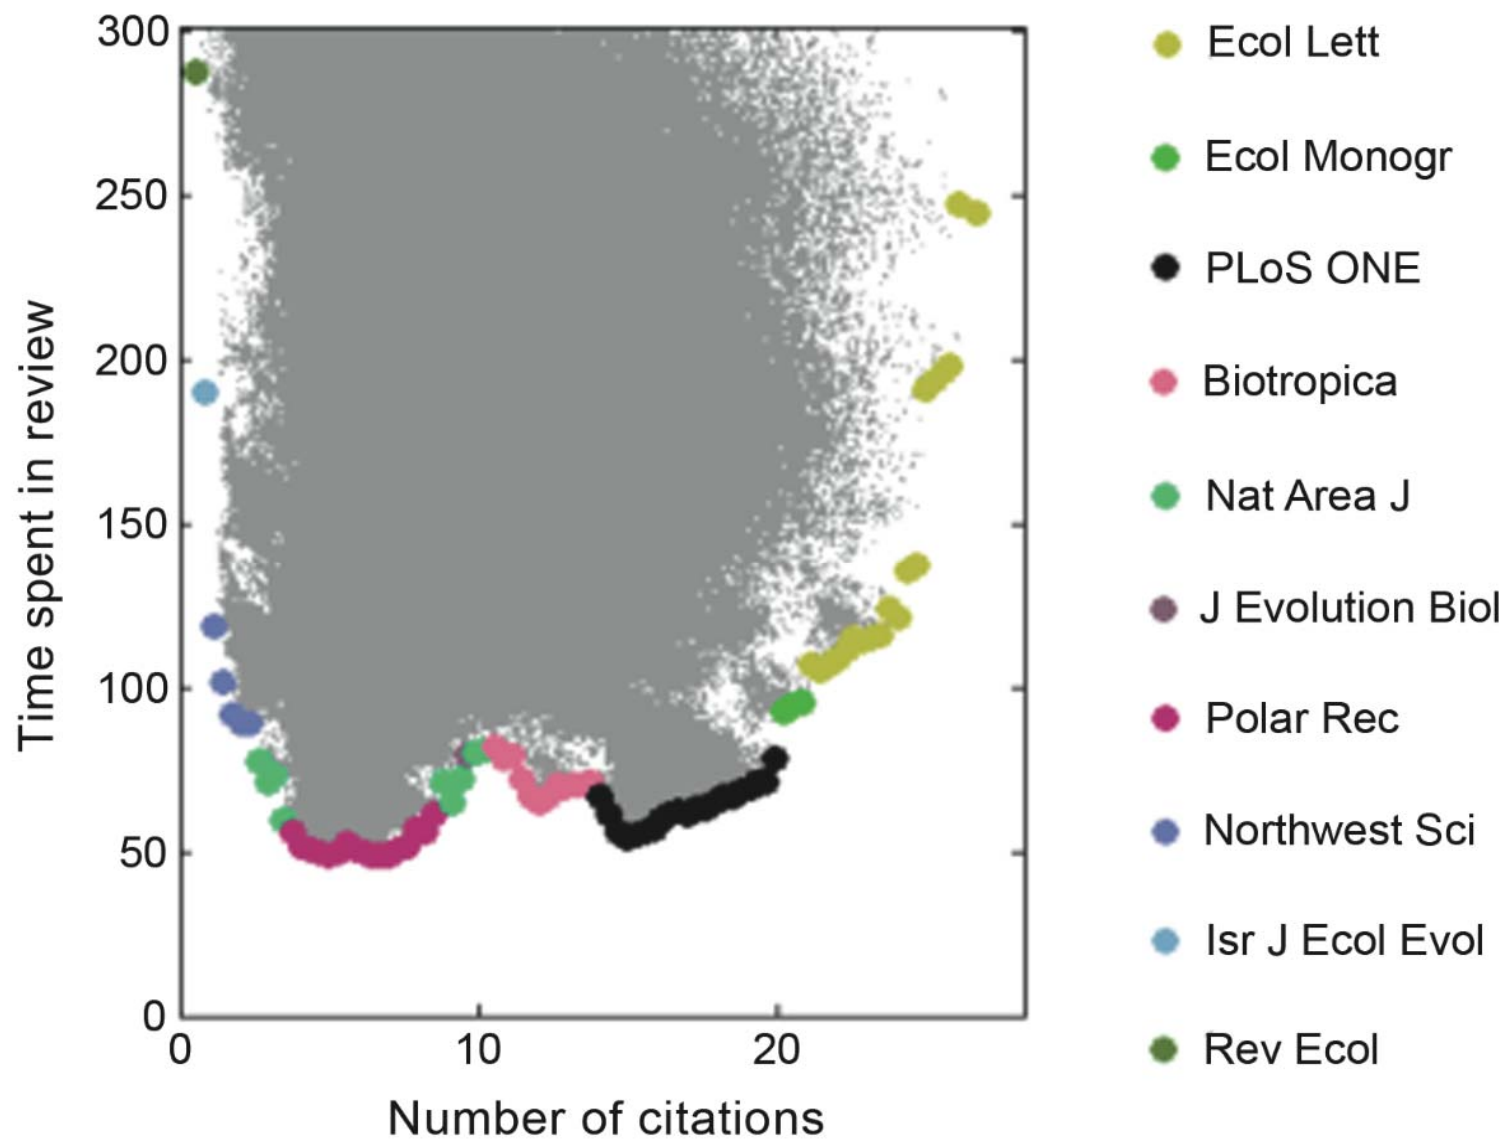 300
250
200
150
100
50
0
0 10 20
Time spent in review
Number of citations
Ecol Lett
Ecol Monogr
PLoS ONE
Biotropica
Nat Area J
J Evolution Biol
Polar Rec
Northwest Sci
Isr J Ecol Evol
Rev Ecol